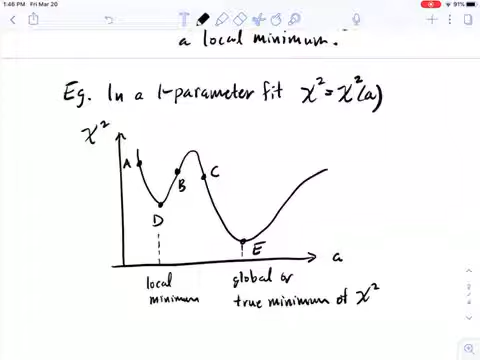 1:46 PM Fri Mar 20
91%
a local minimum.
Eg. In a 1-parameter fit χ² = χ²(a)
χ²
A
B
C
D
E
a
local minimum
global or true minimum of χ²